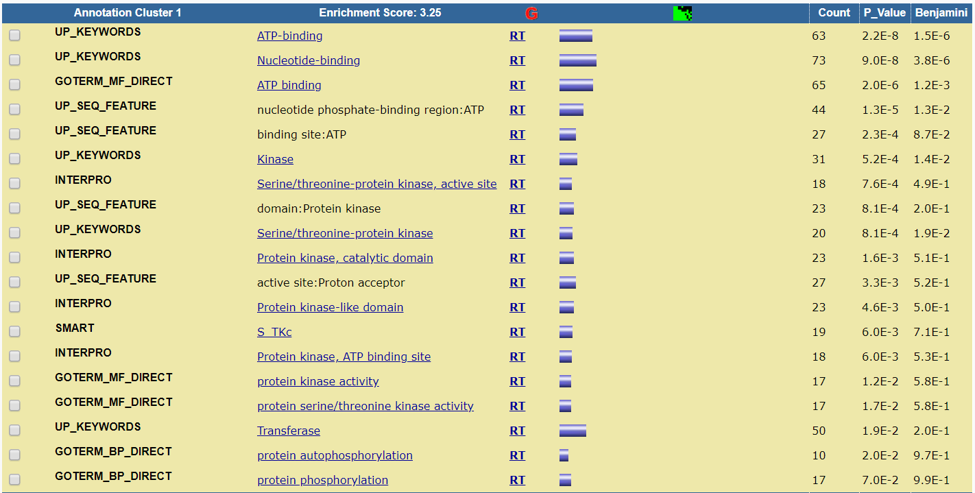 Annotation Cluster 1 Enrichment Score: 3.25 G Count P_Value Benjamini
UP_KEYWORDS ATP-binding RT 63 2.2E-8 1.5E-6
UP_KEYWORDS Nucleotide-binding RT 73 9.0E-8 3.8E-6
GOTERM_MF_DIRECT ATP binding RT 65 2.0E-6 1.2E-3
UP_SEQ_FEATURE nucleotide phosphate-binding region:ATP RT 44 1.3E-5 1.3E-2
UP_SEQ_FEATURE binding site:ATP RT 27 2.3E-4 8.7E-2
UP_KEYWORDS Kinase RT 31 5.2E-4 1.4E-2
INTERPRO Serine/threonine-protein kinase, active site RT 18 7.6E-4 4.9E-1
UP_SEQ_FEATURE domain:Protein kinase RT 23 8.1E-4 2.0E-1
UP_KEYWORDS Serine/threonine-protein kinase RT 20 8.1E-4 1.9E-2
INTERPRO Protein kinase, catalytic domain RT 23 1.6E-3 5.1E-1
UP_SEQ_FEATURE active site:Proton acceptor RT 27 3.3E-3 5.2E-1
INTERPRO Protein kinase-like domain RT 23 4.6E-3 5.0E-1
SMART S_TKc RT 19 6.0E-3 7.1E-1
INTERPRO Protein kinase, ATP binding site RT 18 6.0E-3 5.3E-1
GOTERM_MF_DIRECT protein kinase activity RT 17 1.2E-2 5.8E-1
GOTERM_MF_DIRECT protein serine/threonine kinase activity RT 17 1.7E-2 5.8E-1
UP_KEYWORDS Transferase RT 50 1.9E-2 2.0E-1
GOTERM_BP_DIRECT protein autophosphorylation RT 10 2.0E-2 9.7E-1
GOTERM_BP_DIRECT protein phosphorylation RT 17 7.0E-2 9.9E-1